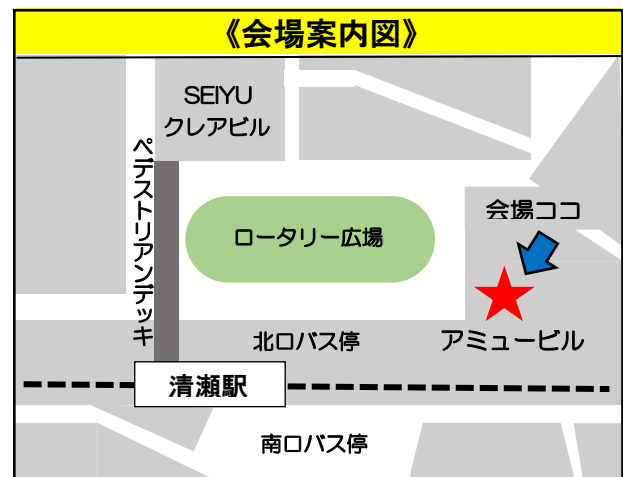 《会場案内図》
SEIYU
クレアビル
ペデストリアンデッキ
ロータリー広場
会場ココ
北口バス停
アミュービル
清瀬駅
南口バス停